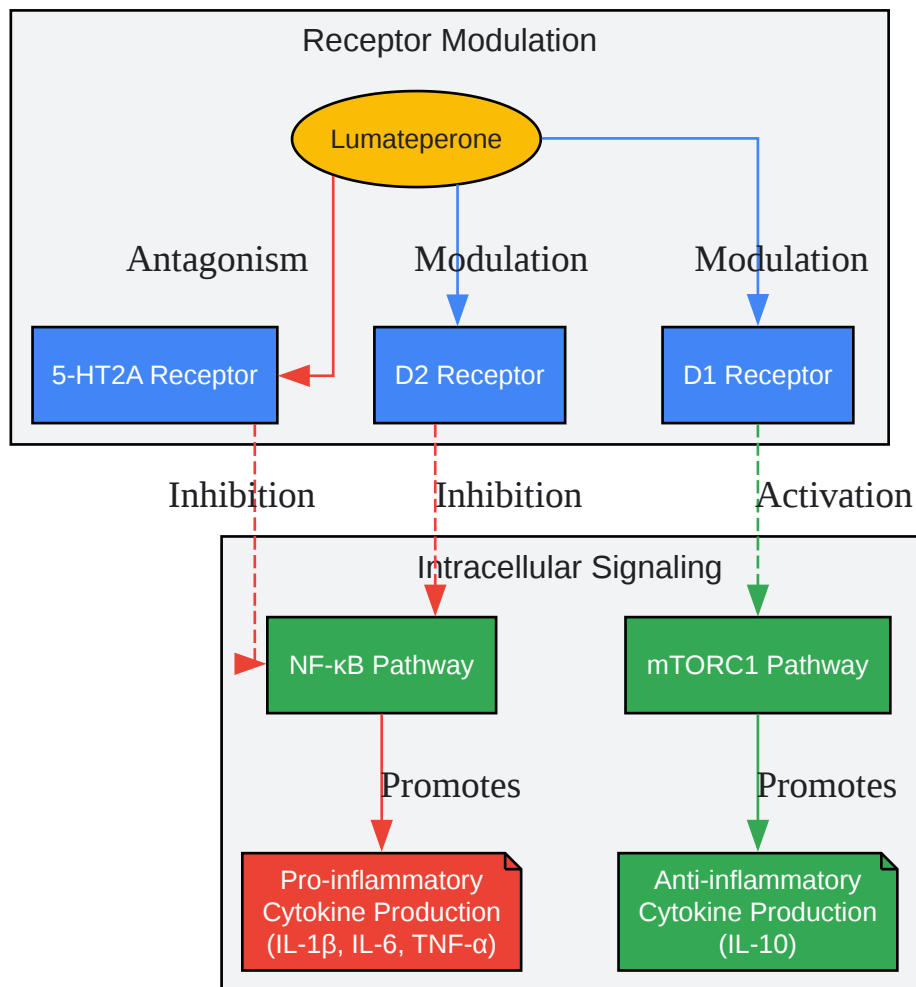 Receptor Modulation
Lumateperone
Antagonism
Modulation
Modulation
5-HT2A Receptor
D2 Receptor
D1 Receptor
Inhibition
Inhibition
Activation
Intracellular Signaling
NF-κB Pathway
mTORC1 Pathway
Promotes
Promotes
Pro-inflammatory
Cytokine Production
(IL-1β, IL-6, TNF-α)
Anti-inflammatory
Cytokine Production
(IL-10)